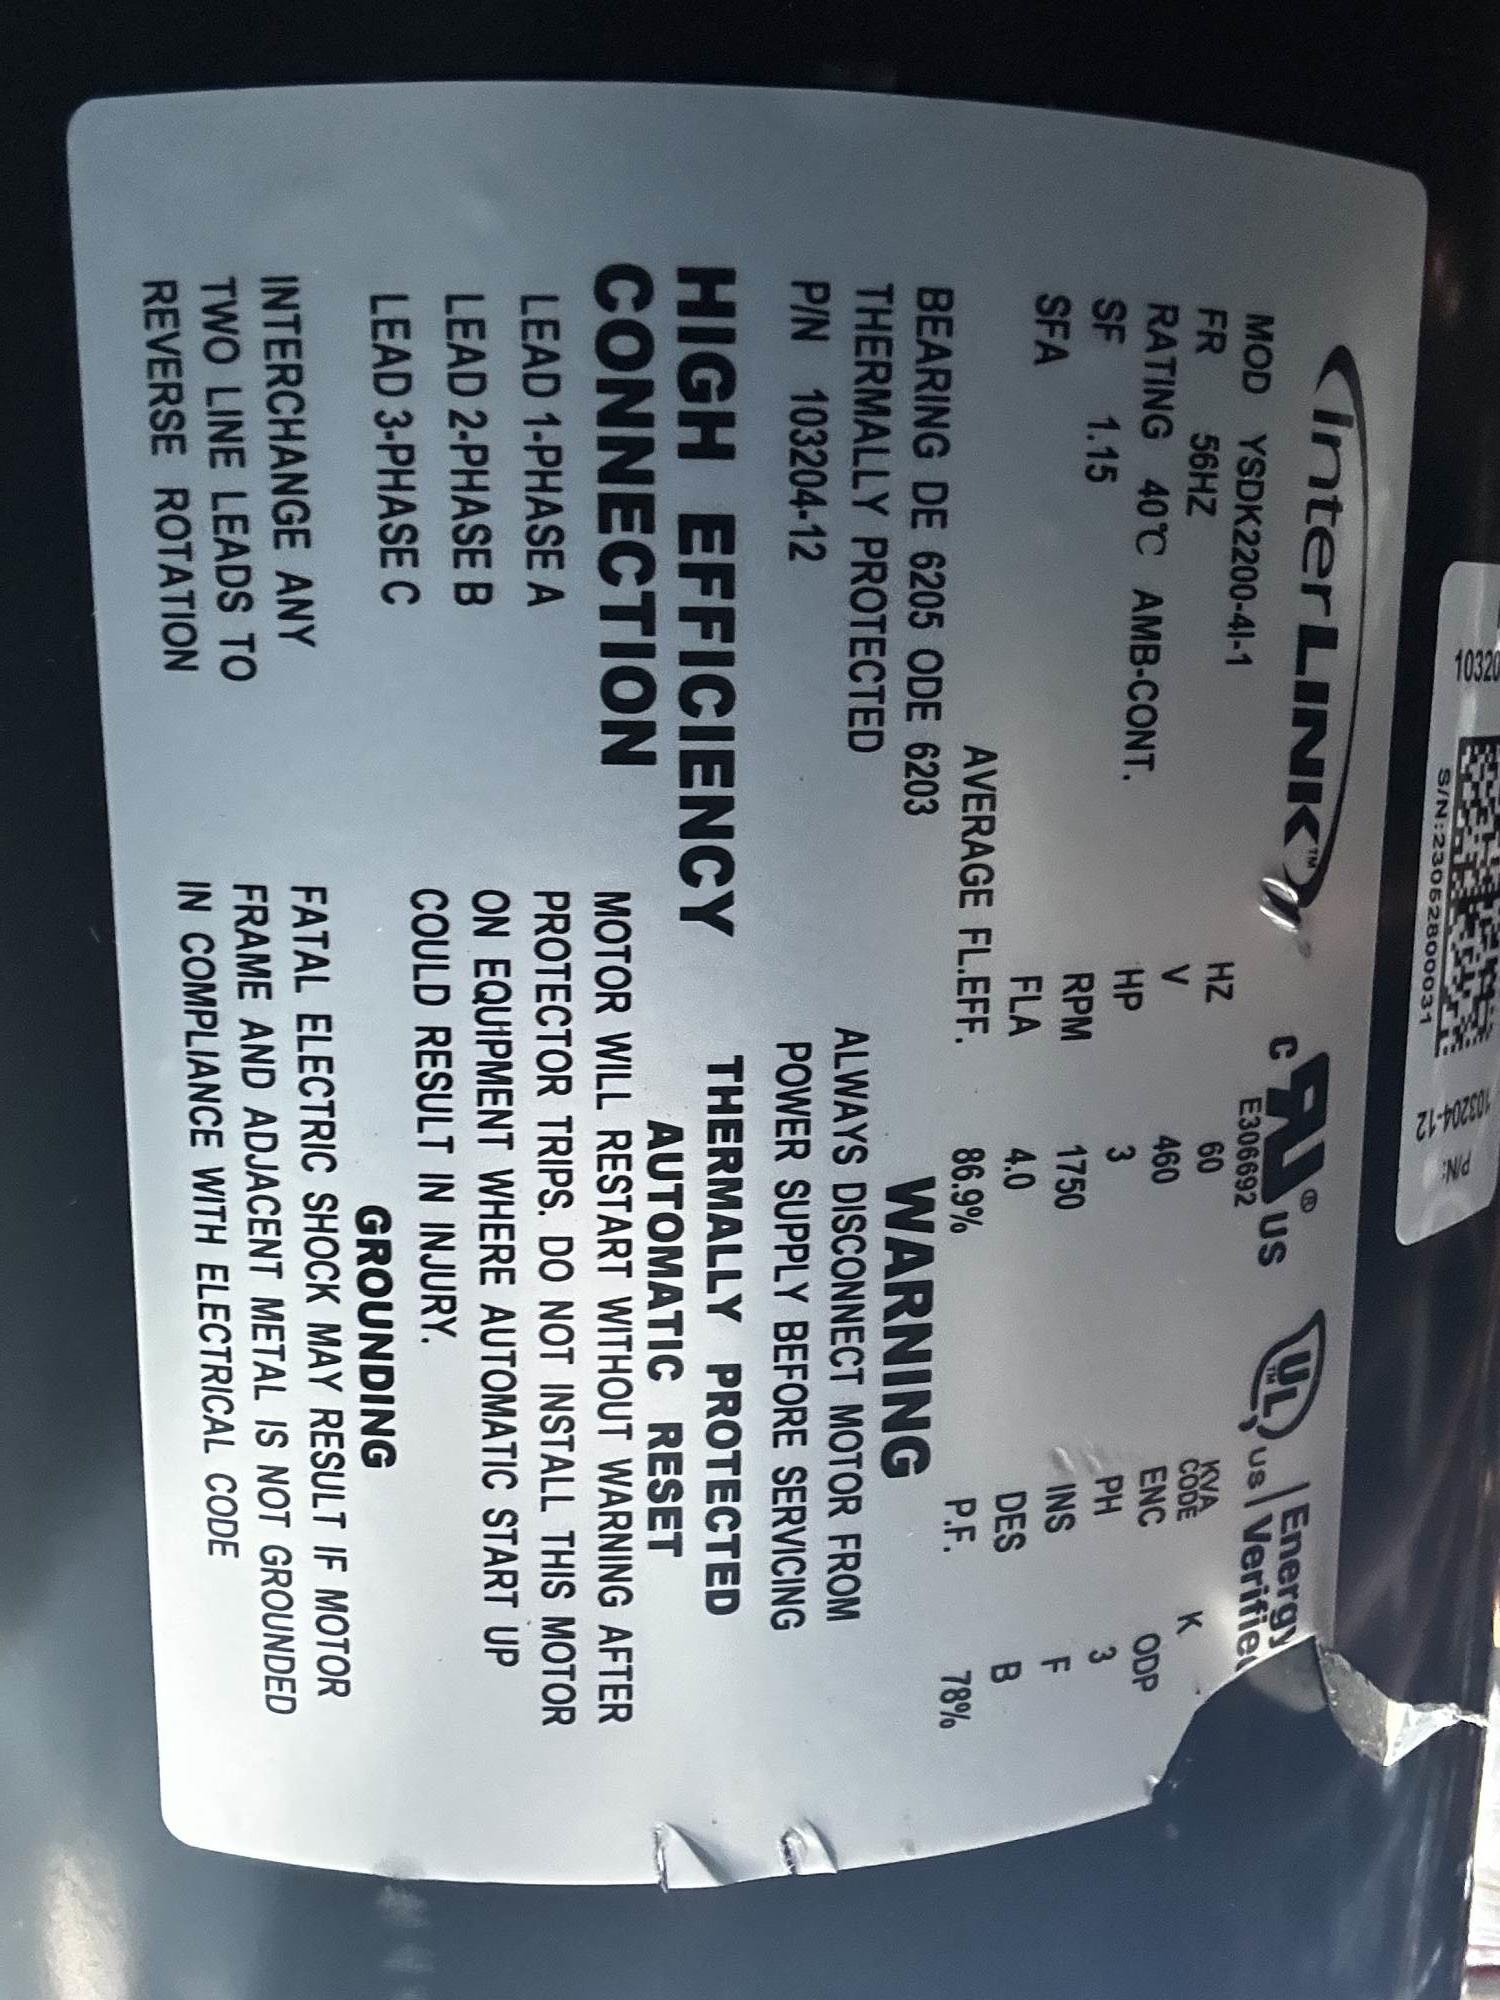 InterLINK™
c RU® US
E306692
UL™ US Energy
Verified
MOD YSDK2200-4I-1
FR 56HZ
RATING 40℃ AMB-CONT.
SF 1.15
SFA
HZ 60
V 460
HP 3
RPM 1750
FLA 4.0
AVERAGE FL.EFF. 86.9%
KVA
CODE K
ENC ODP
PH 3
INS F
DES B
P.F. 78%
BEARING DE 6205 ODE 6203
THERMALLY PROTECTED
P/N 103204-12
HIGH EFFICIENCY
CONNECTION
LEAD 1-PHASE A
LEAD 2-PHASE B
LEAD 3-PHASE C
INTERCHANGE ANY
TWO LINE LEADS TO
REVERSE ROTATION
WARNING
ALWAYS DISCONNECT MOTOR FROM
POWER SUPPLY BEFORE SERVICING
THERMALLY PROTECTED
AUTOMATIC RESET
MOTOR WILL RESTART WITHOUT WARNING AFTER
PROTECTOR TRIPS. DO NOT INSTALL THIS MOTOR
ON EQUIPMENT WHERE AUTOMATIC START UP
COULD RESULT IN INJURY.
GROUNDING
FATAL ELECTRIC SHOCK MAY RESULT IF MOTOR
FRAME AND ADJACENT METAL IS NOT GROUNDED
IN COMPLIANCE WITH ELECTRICAL CODE
S/N:23052800031
P/N:
103204-12